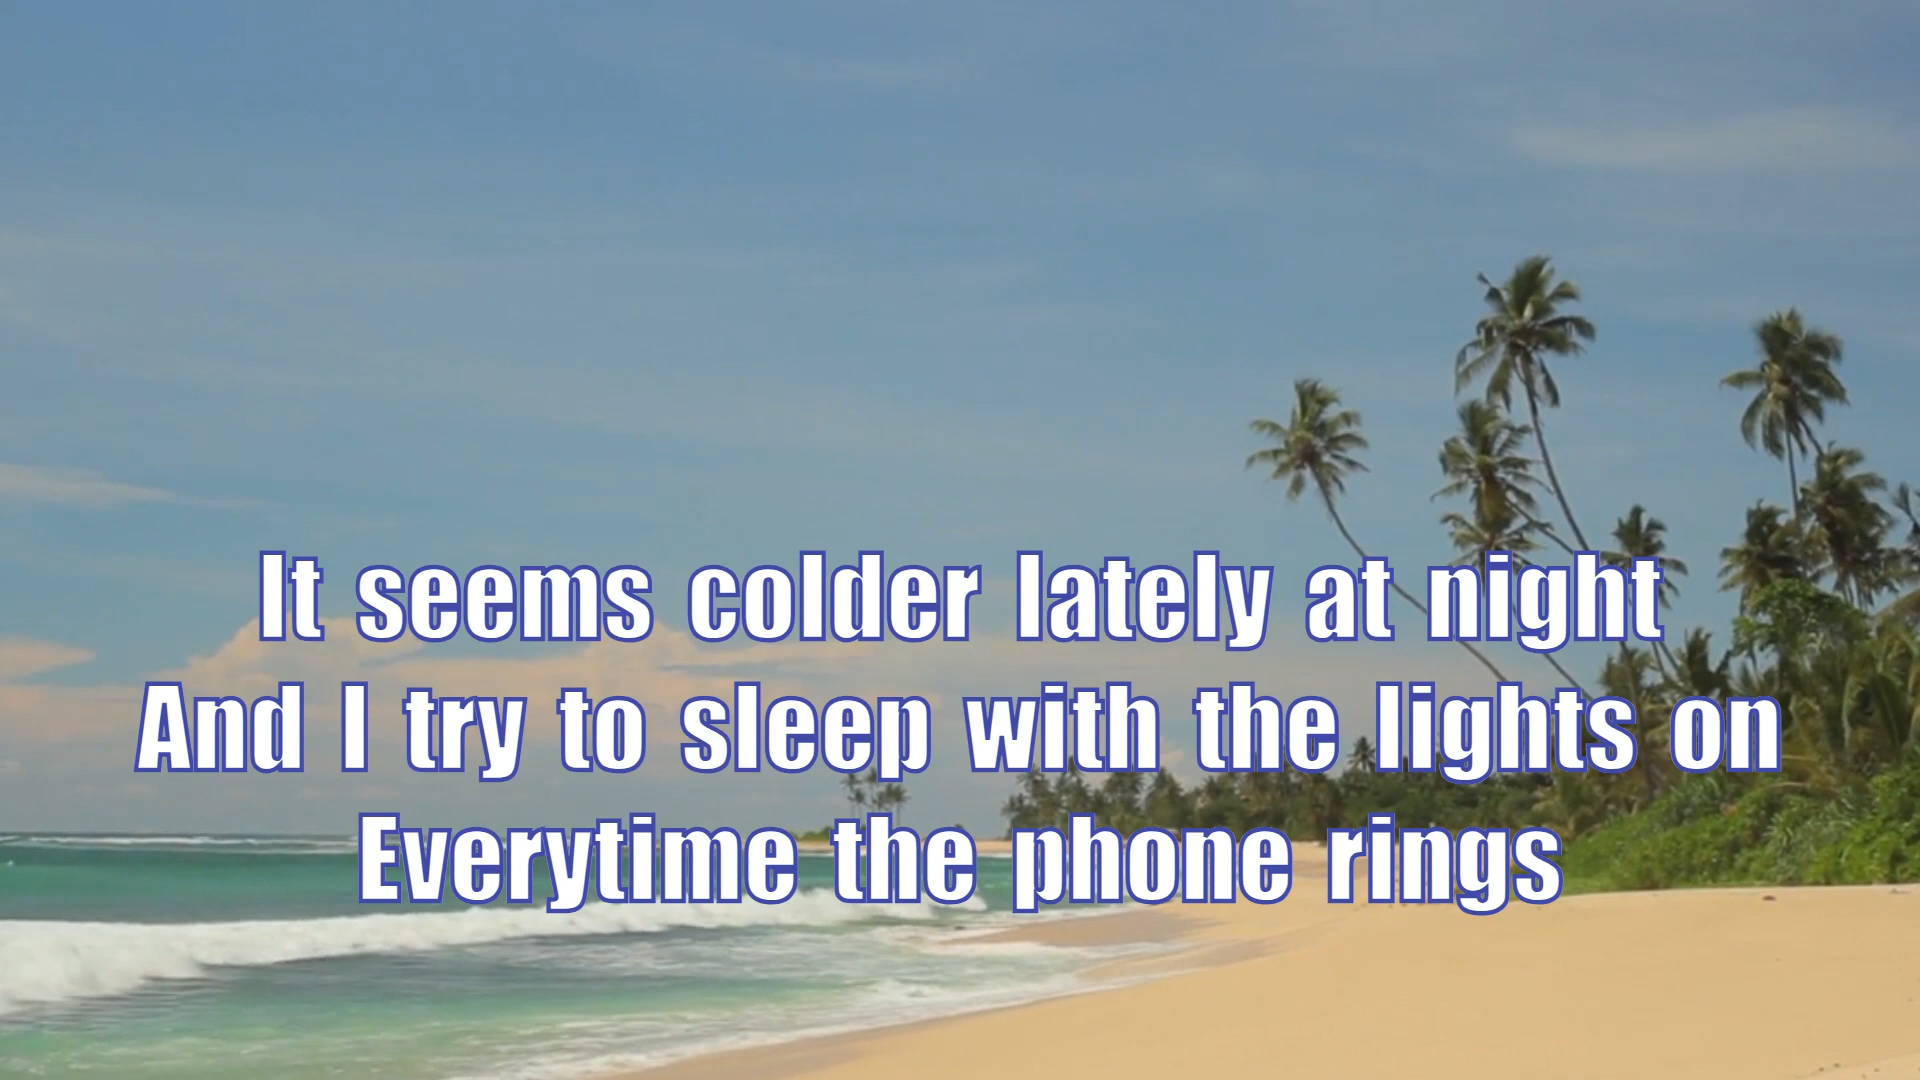 It seems colder lately at night
And I try to sleep with the lights on
Everytime the phone rings